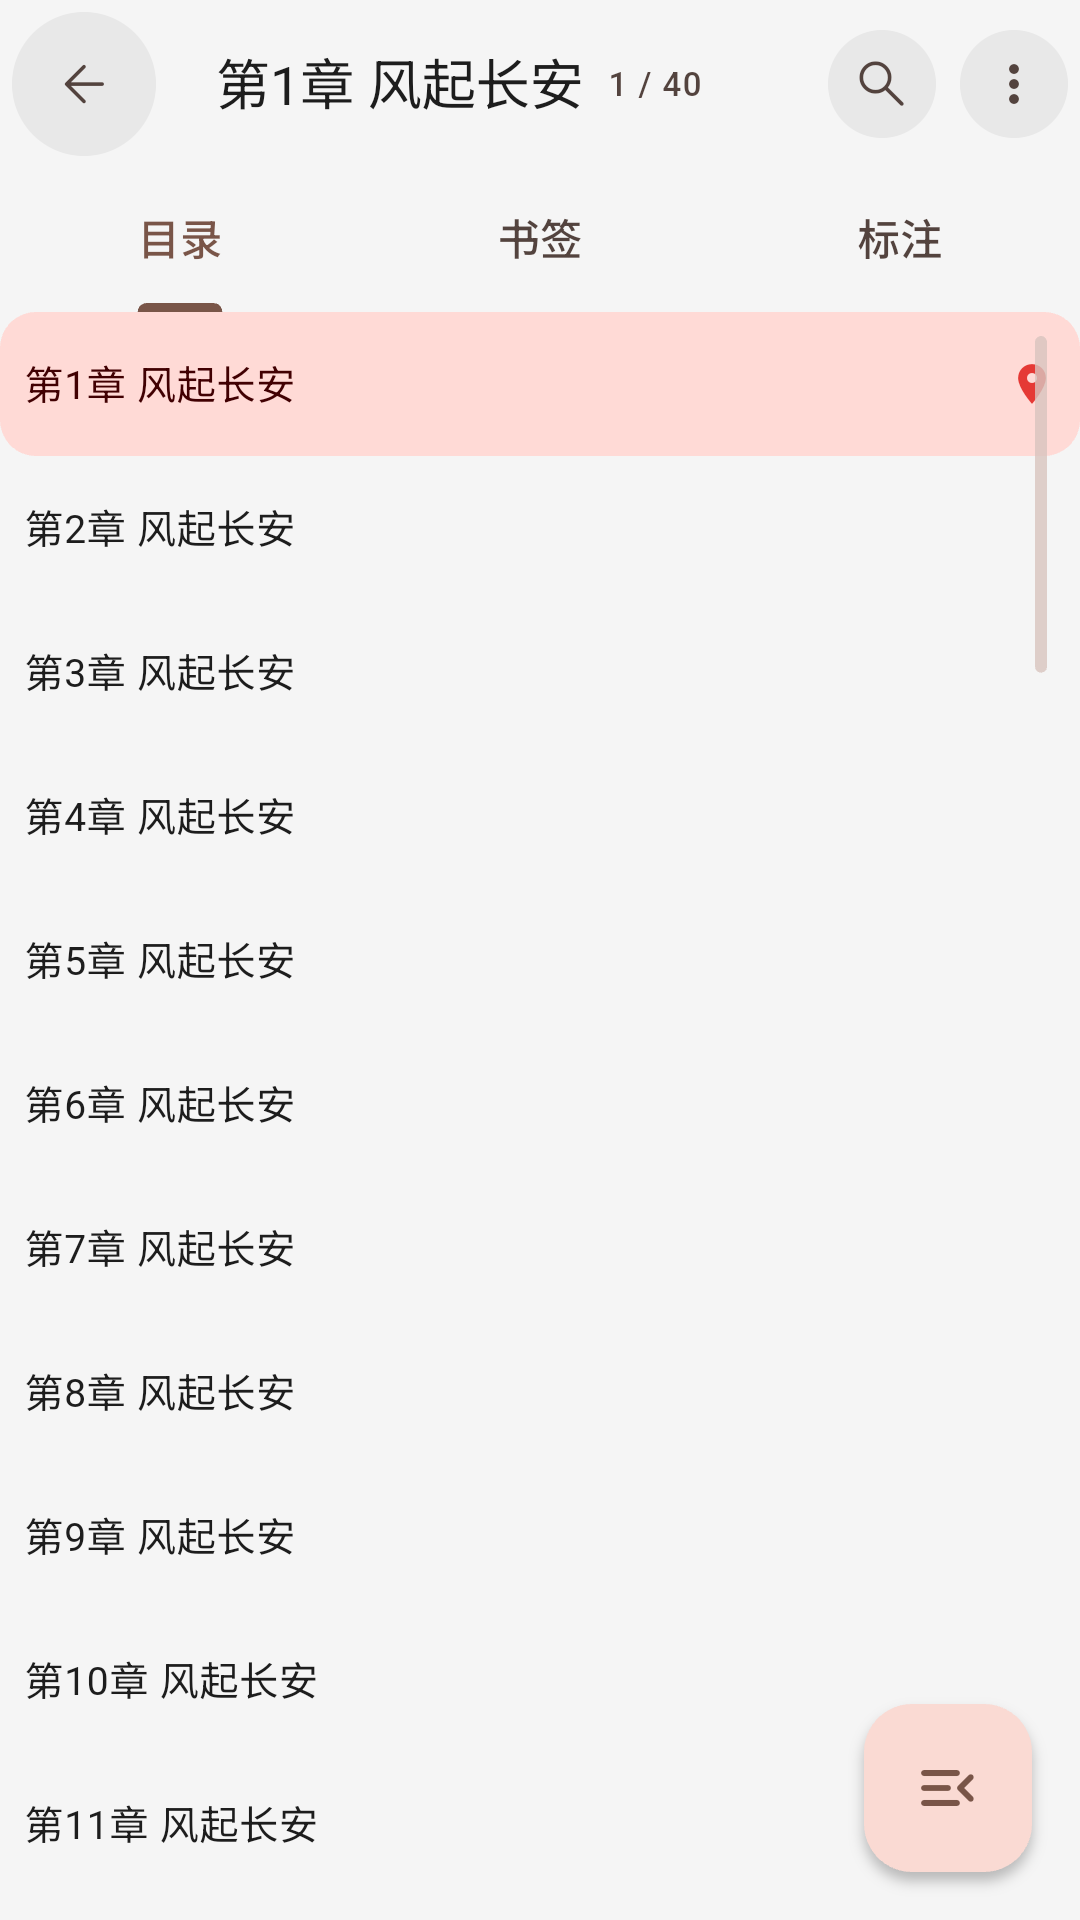 第1章 风起长安 1 / 40
目录 书签 标注
第1章 风起长安
第2章 风起长安
第3章 风起长安
第4章 风起长安
第5章 风起长安
第6章 风起长安
第7章 风起长安
第8章 风起长安
第9章 风起长安
第10章 风起长安
第11章 风起长安